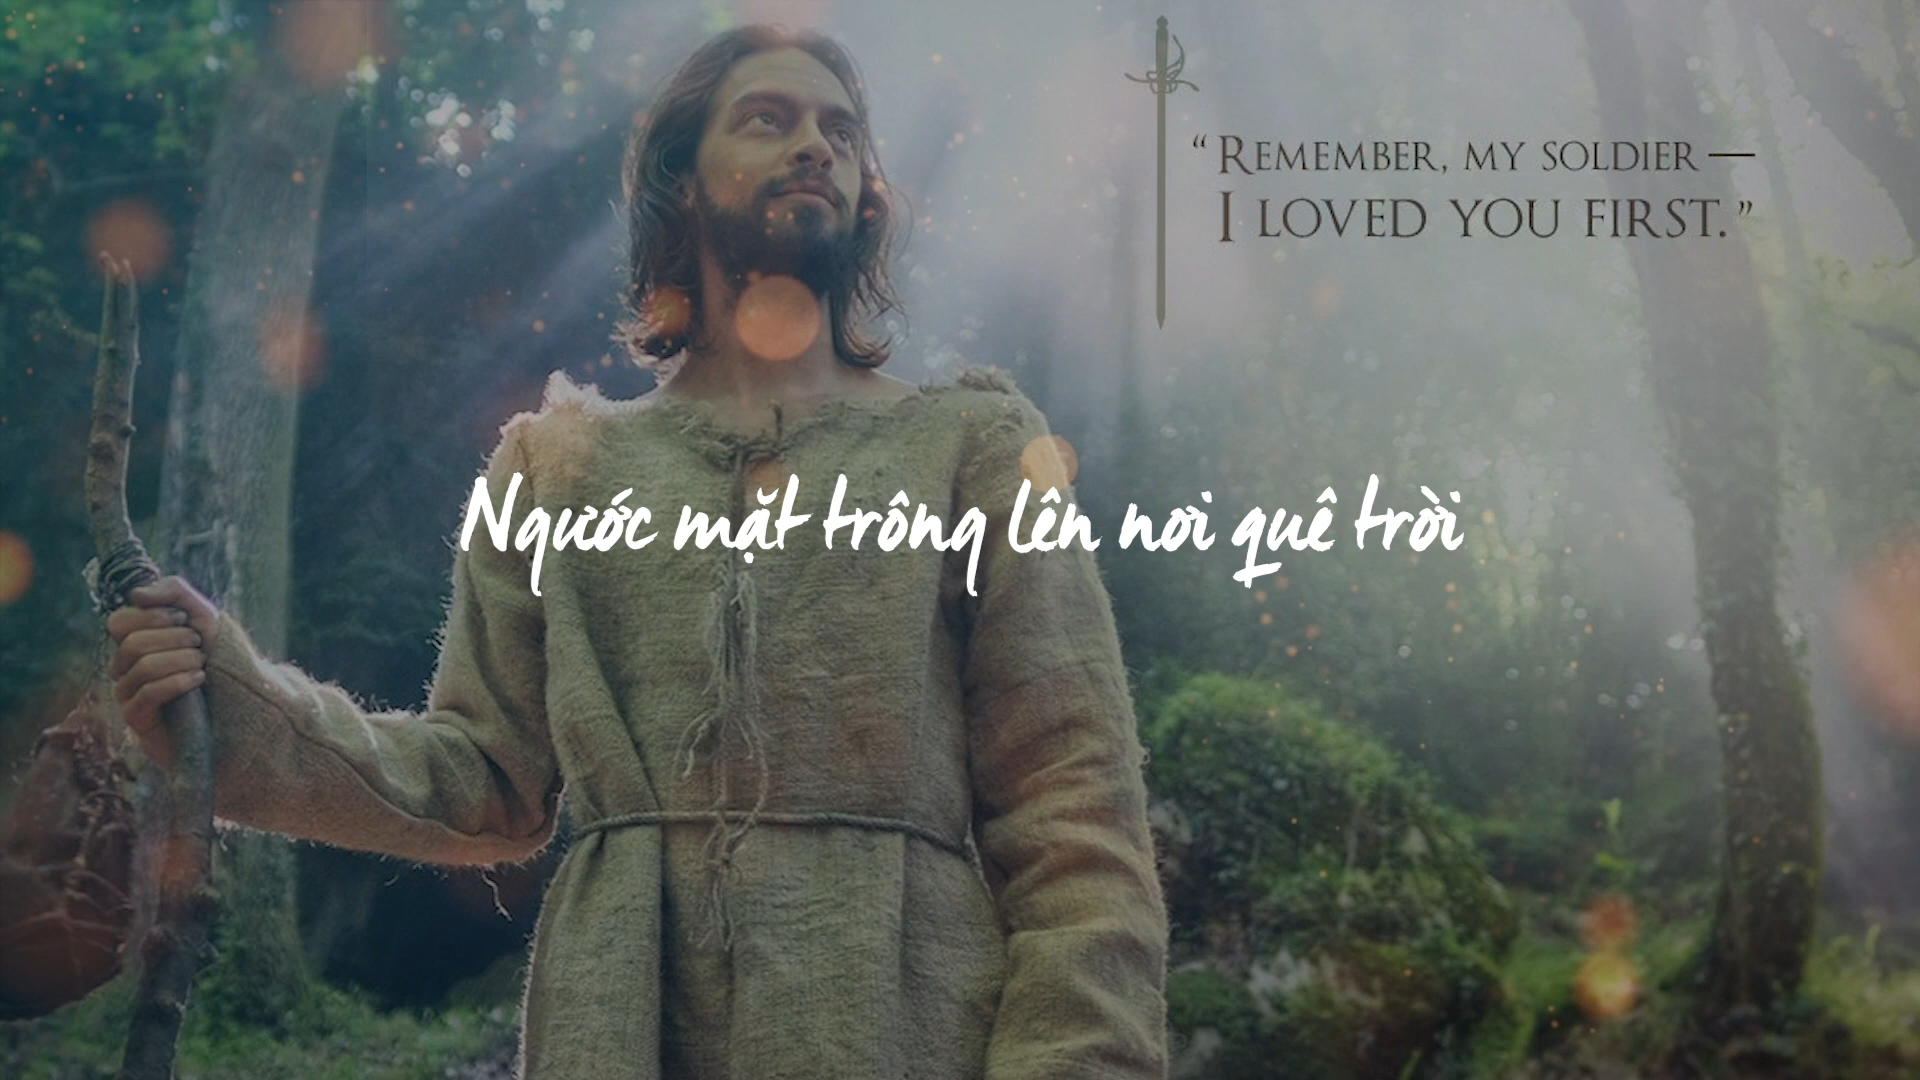 “Remember, my soldier—
I loved you first.”
Ngước mặt trông lên nơi quê trời